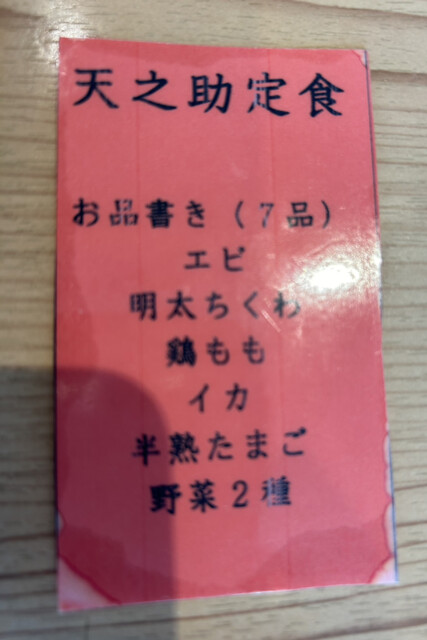 天之助定食
お品書き(7品)
エビ
明太ちくわ
鶏もも
イカ
半熟たまご
野菜2種